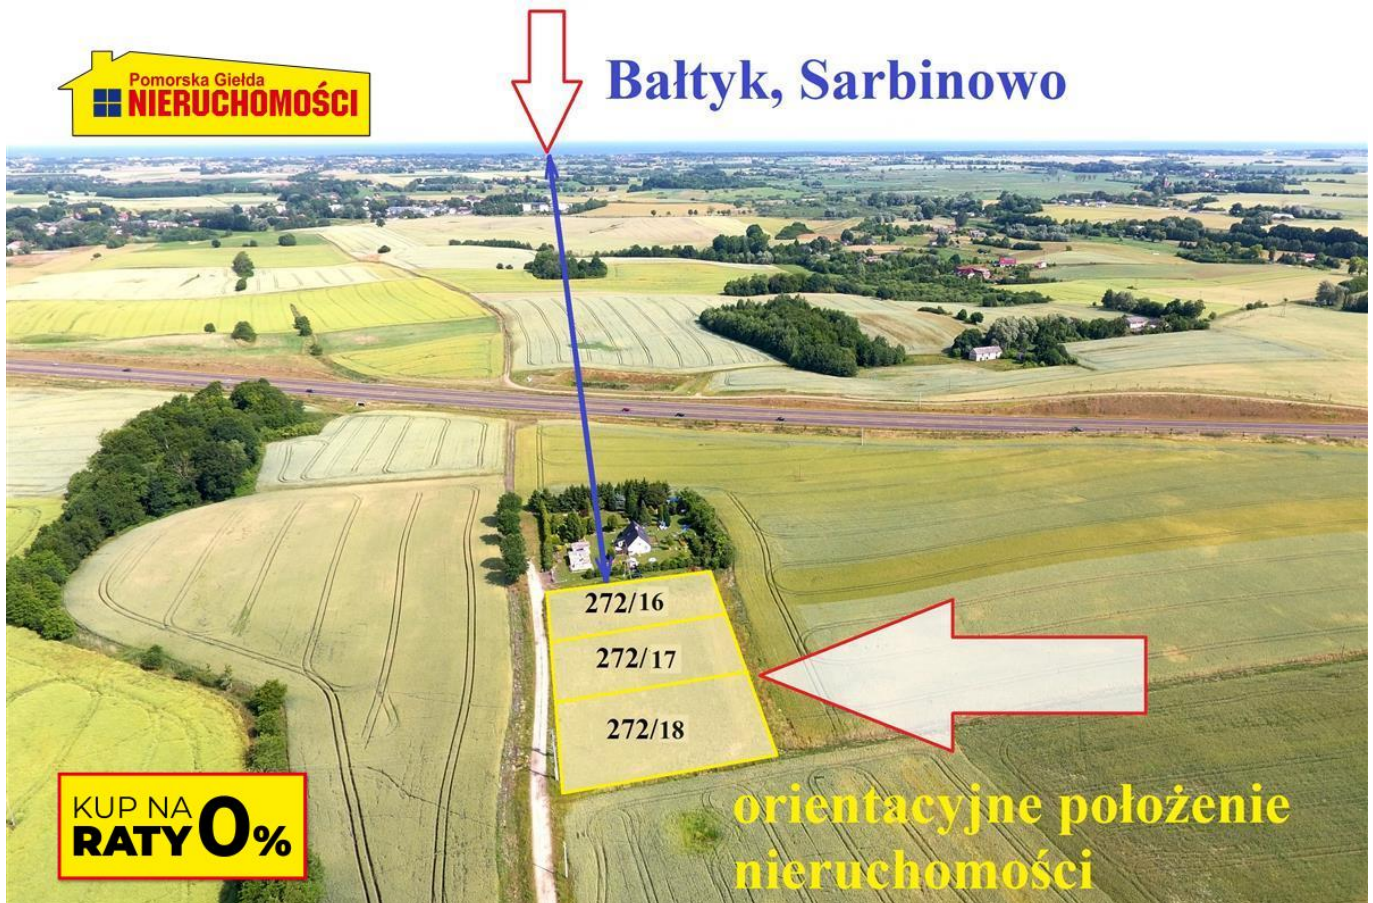 Pomorska Giełda
NIERUCHOMOŚCI
Bałtyk, Sarbinowo
272/16
272/17
272/18
KUP NA
RATY 0%
orientacyjne położenie
nieruchomości